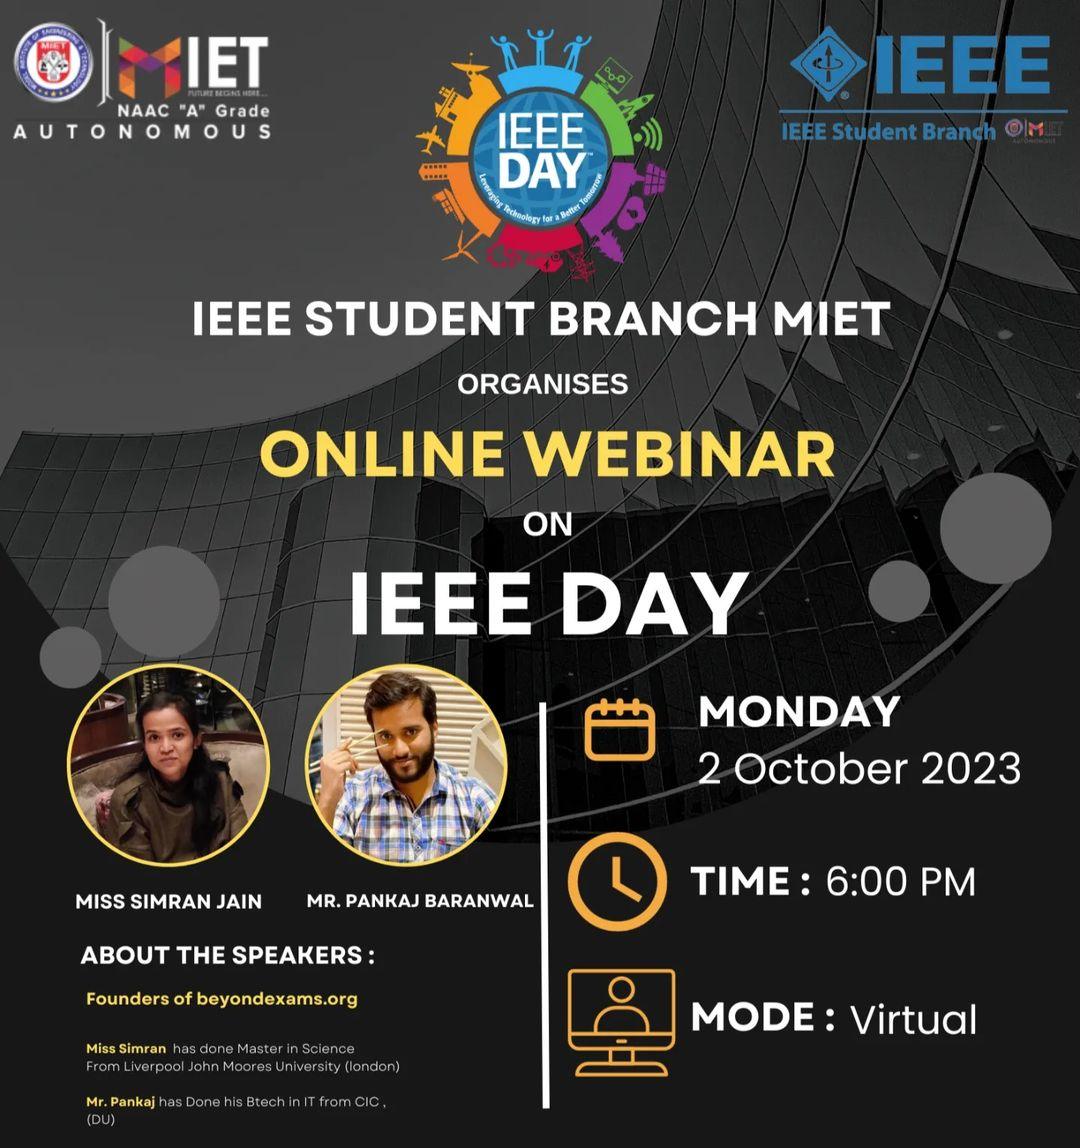 MIET
FUTURE BEGINS HERE...
NAAC "A" Grade
AUTONOMOUS
IEEE
DAY
TM
Leveraging Technology for a Better Tomorrow
IEEE
®
IEEE Student Branch
IEEE STUDENT BRANCH MIET
ORGANISES
ONLINE WEBINAR
ON
IEEE DAY
MISS SIMRAN JAIN
MR. PANKAJ BARANWAL
ABOUT THE SPEAKERS :
Founders of beyondexams.org
Miss Simran has done Master in Science
From Liverpool John Moores University (london)
Mr. Pankaj has Done his Btech in IT from CIC ,
(DU)
MONDAY
2 October 2023
TIME : 6:00 PM
MODE : Virtual